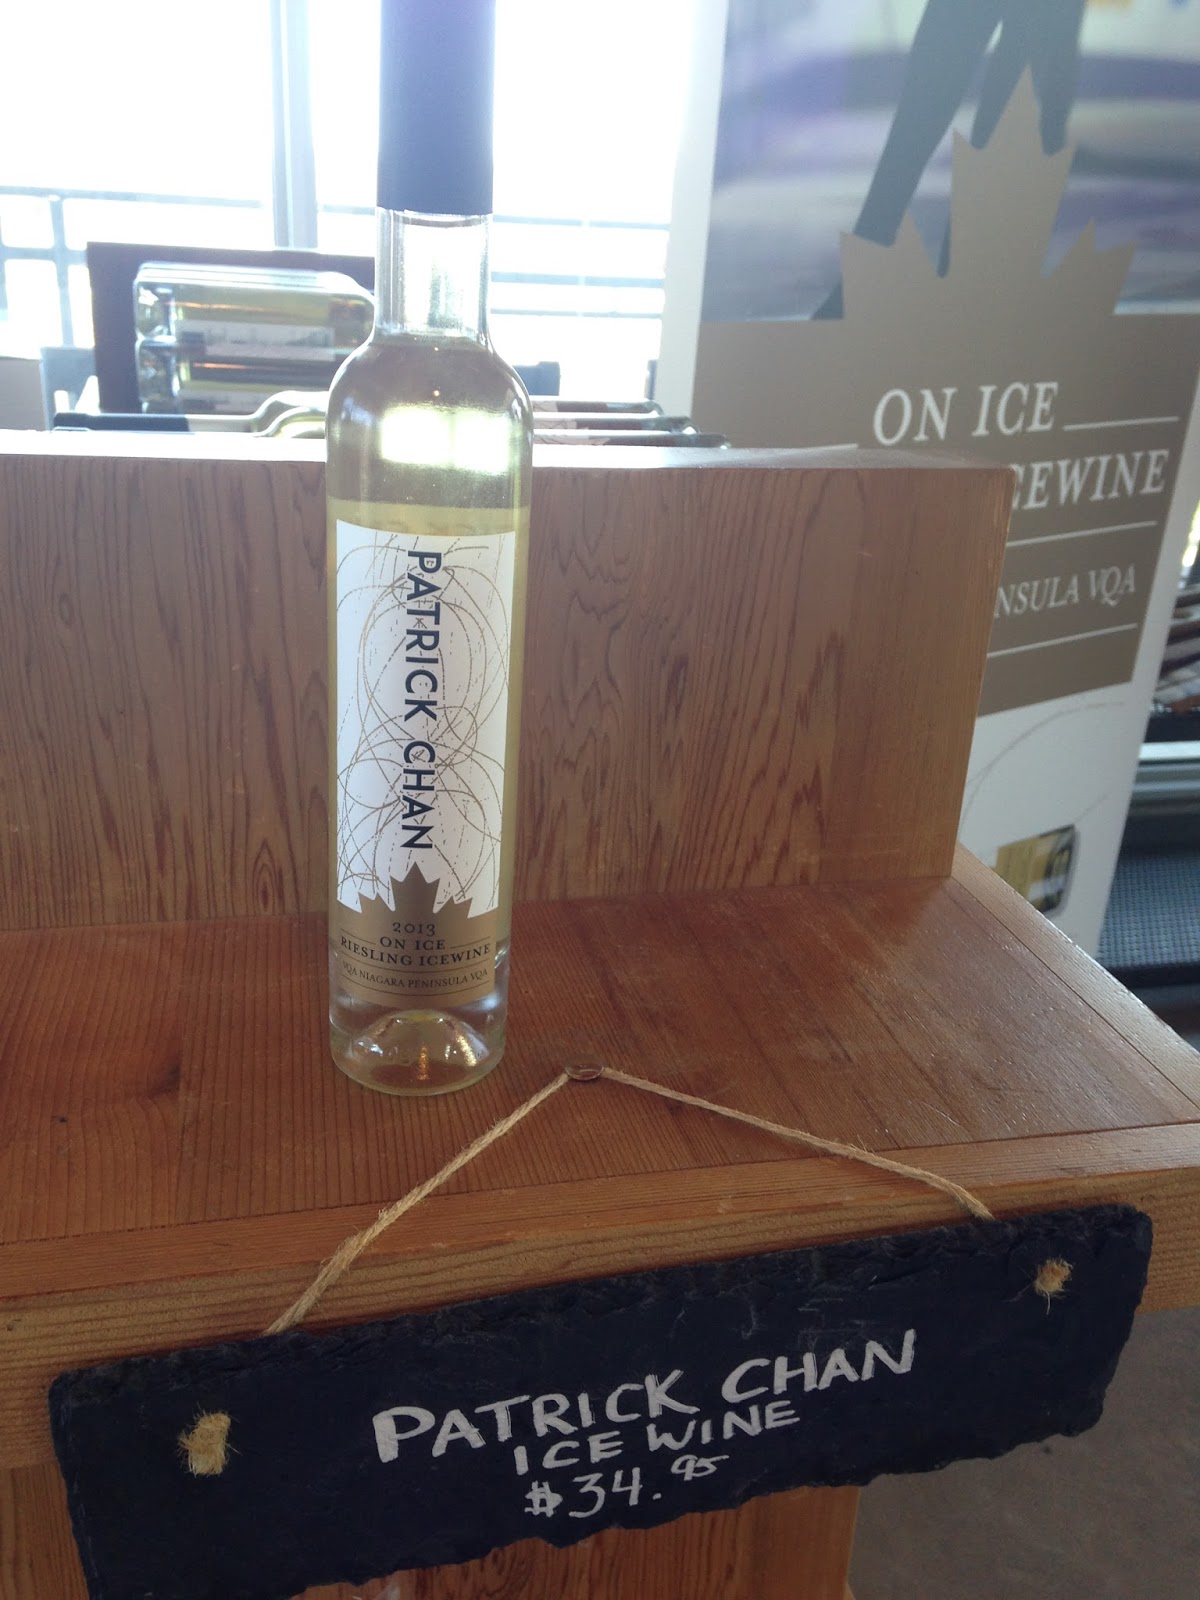 PATRICK CHAN
2013
ON ICE
RIESLING ICEWINE
VQA NIAGARA PENINSULA VQA
ON ICE
CEWINE
NSULA VQA
PATRICK CHAN
ICE WINE
$34.95